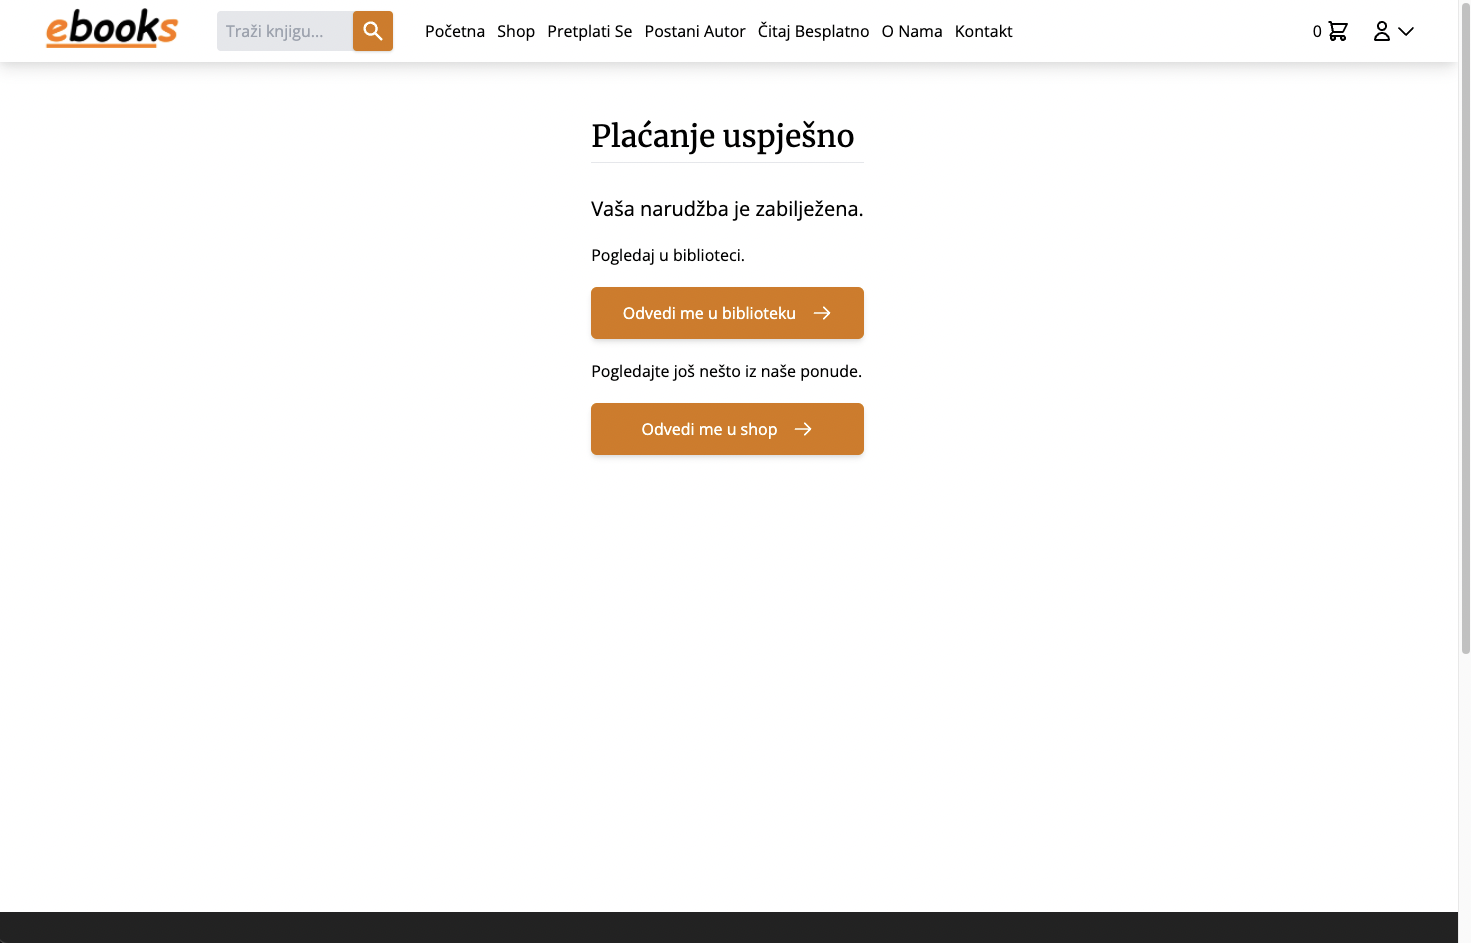 ebooks
Traži knjigu...
Početna Shop Pretplati Se Postani Autor Čitaj Besplatno O Nama Kontakt
0
Plaćanje uspješno
Vaša narudžba je zabilježena.
Pogledaj u biblioteci.
Odvedi me u biblioteku
Pogledajte još nešto iz naše ponude.
Odvedi me u shop